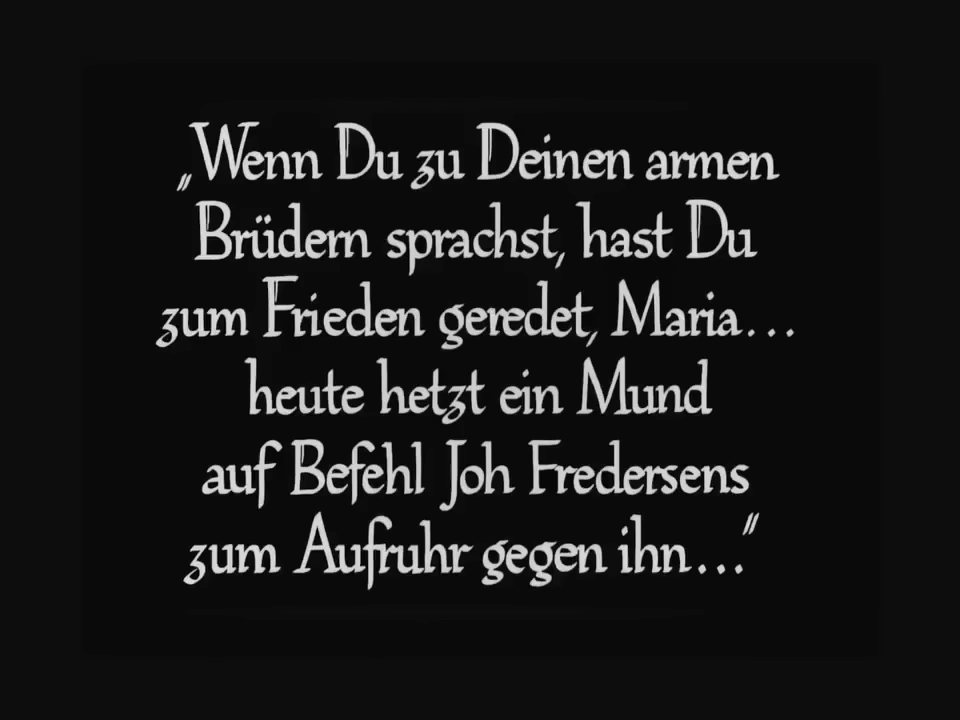 „Wenn Du zu Deinen armen
Brüdern sprachst, hast Du
zum Frieden geredet, Maria...
heute hetzt ein Mund
auf Befehl Joh Fredersens
zum Aufruhr gegen ihn..."